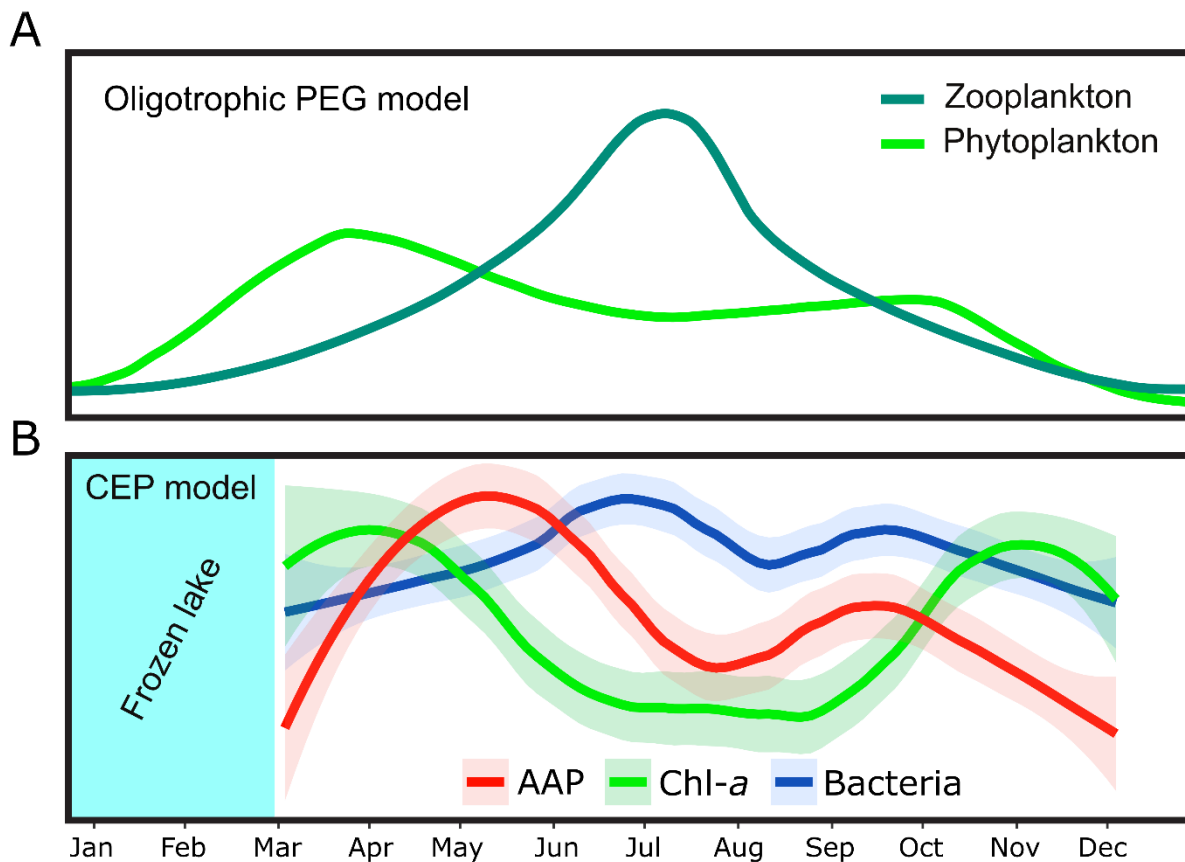 A
Oligotrophic PEG model
Zooplankton
Phytoplankton
B
CEP model
Frozen lake
AAP
Chl-a
Bacteria
Jan Feb Mar Apr May Jun Jul Aug Sep Oct Nov Dec